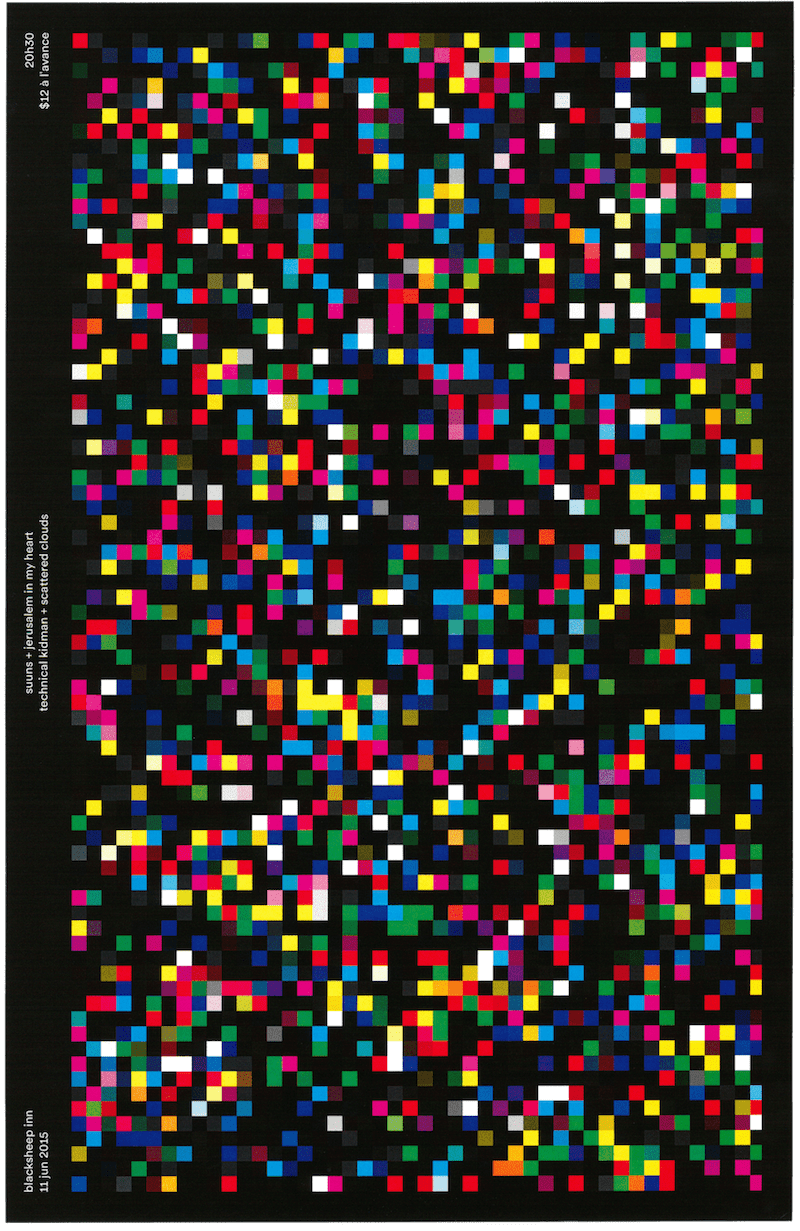 blacksheep inn
11 jun 2015
suuns + jerusalem in my heart
technical kidman + scattered clouds
20h30
$12 à l'avance